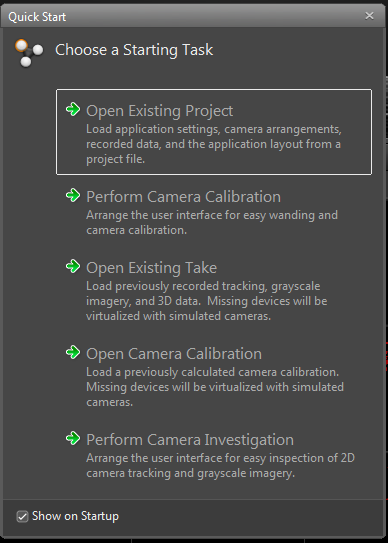 Quick Start
Choose a Starting Task
Open Existing Project
Load application settings, camera arrangements,
recorded data, and the application layout from a
project file.
Perform Camera Calibration
Arrange the user interface for easy wanding and
camera calibration.
Open Existing Take
Load previously recorded tracking, grayscale
imagery, and 3D data.  Missing devices will be
virtualized with simulated cameras.
Open Camera Calibration
Load a previously calculated camera calibration.
Missing devices will be virtualized with simulated
cameras.
Perform Camera Investigation
Arrange the user interface for easy inspection of 2D
camera tracking and grayscale imagery.
Show on Startup